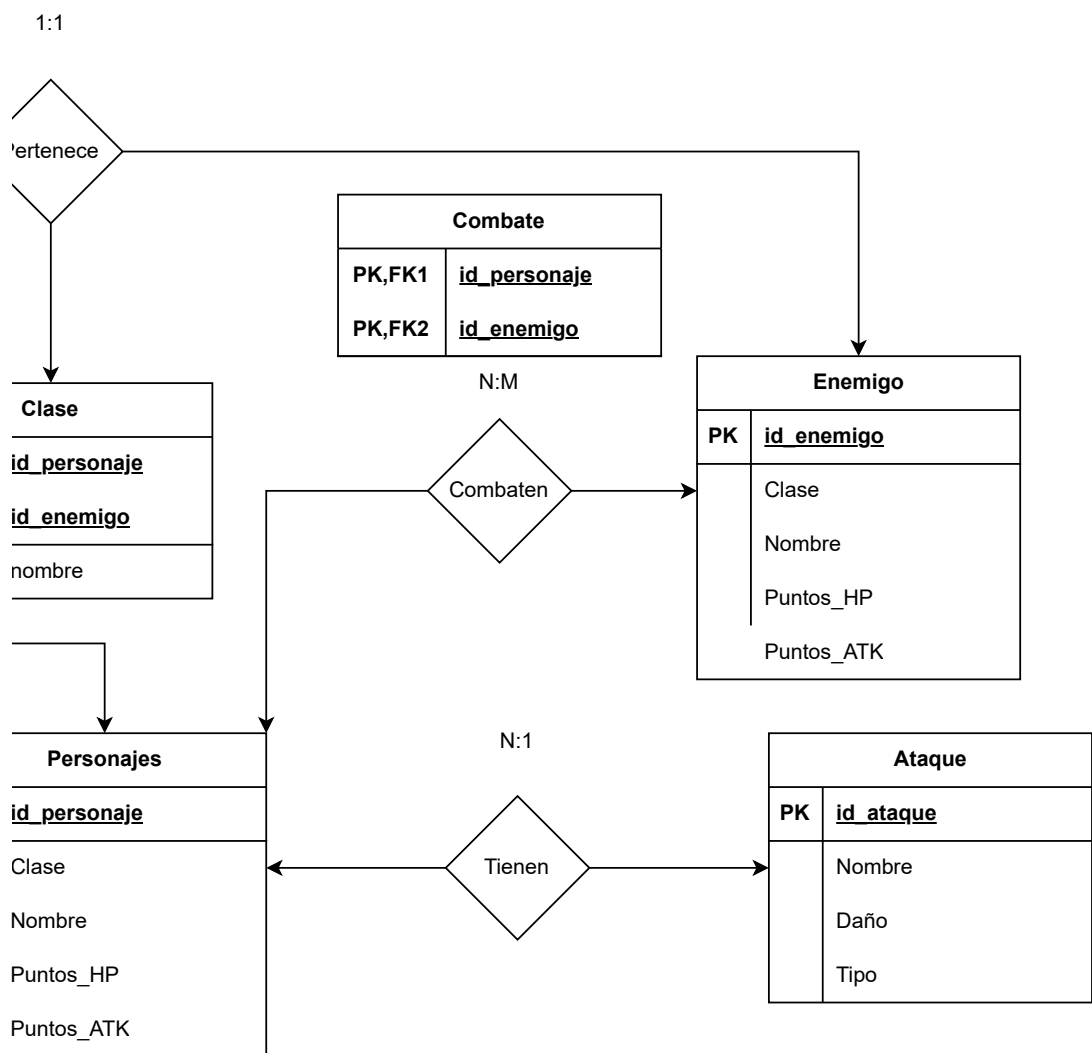 1:1
Pertenece
Combate
PK,FK1 id_personaje
PK,FK2 id_enemigo
N:M
Combaten
Enemigo
PK id_enemigo
Clase
Nombre
Puntos_HP
Puntos_ATK
Clase
id_personaje
id_enemigo
nombre
Personajes
id_personaje
Clase
Nombre
Puntos_HP
Puntos_ATK
N:1
Tienen
Ataque
PK id_ataque
Nombre
Daño
Tipo